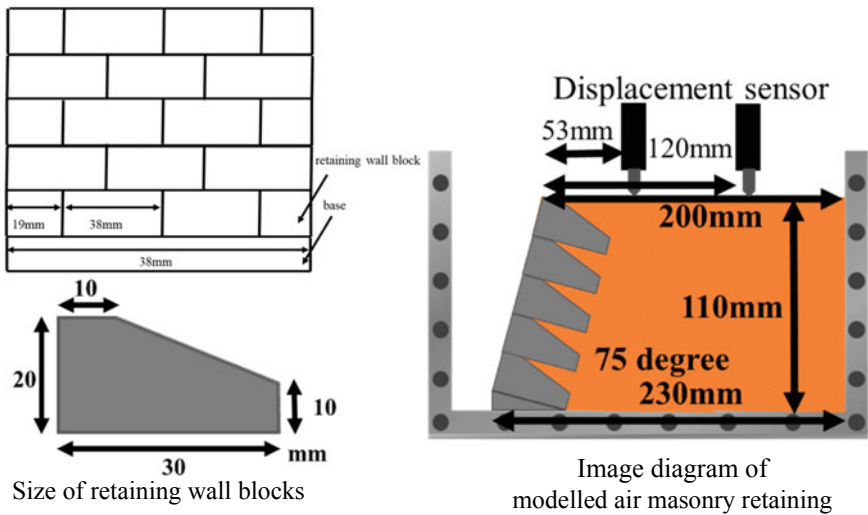 retaining wall block
base
19mm
38mm
38mm
10
20
10
30
mm
Size of retaining wall blocks
Displacement sensor
53mm
120mm
200mm
110mm
75 degree
230mm
Image diagram of
modelled air masonry retaining